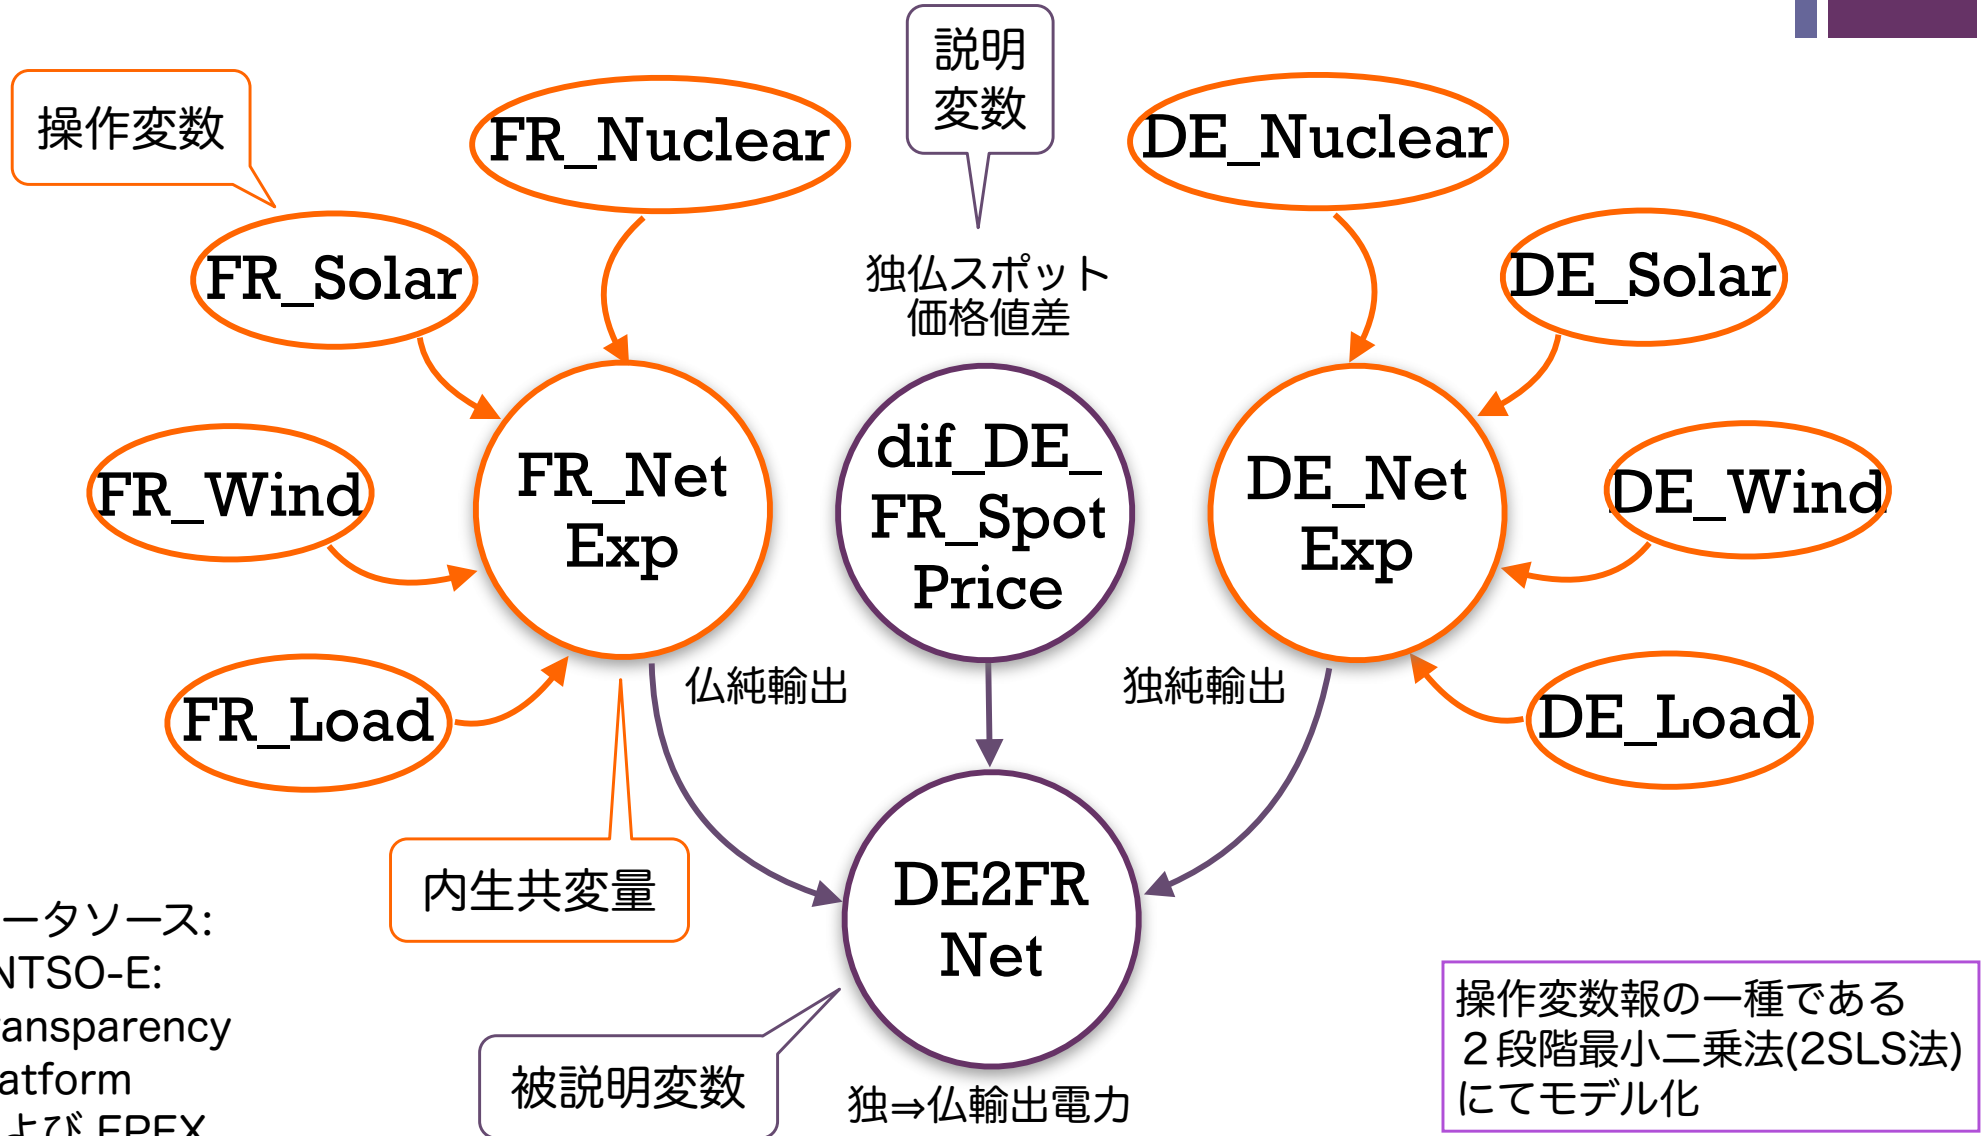 説明
変数
操作変数
FR_Nuclear
DE_Nuclear
FR_Solar
独仏スポット
価格値差
DE_Solar
FR_Wind
FR_Net
Exp
dif_DE_
FR_Spot
Price
DE_Net
Exp
DE_Wind
FR_Load
仏純輸出
独純輸出
DE_Load
内生共変量
DE2FR
Net
被説明変数
独⇒仏輸出電力
ータソース:
NTSO-E:
ansparency
atform
よび EPEX
操作変数報の一種である
２段階最小二乗法(2SLS法)
にてモデル化